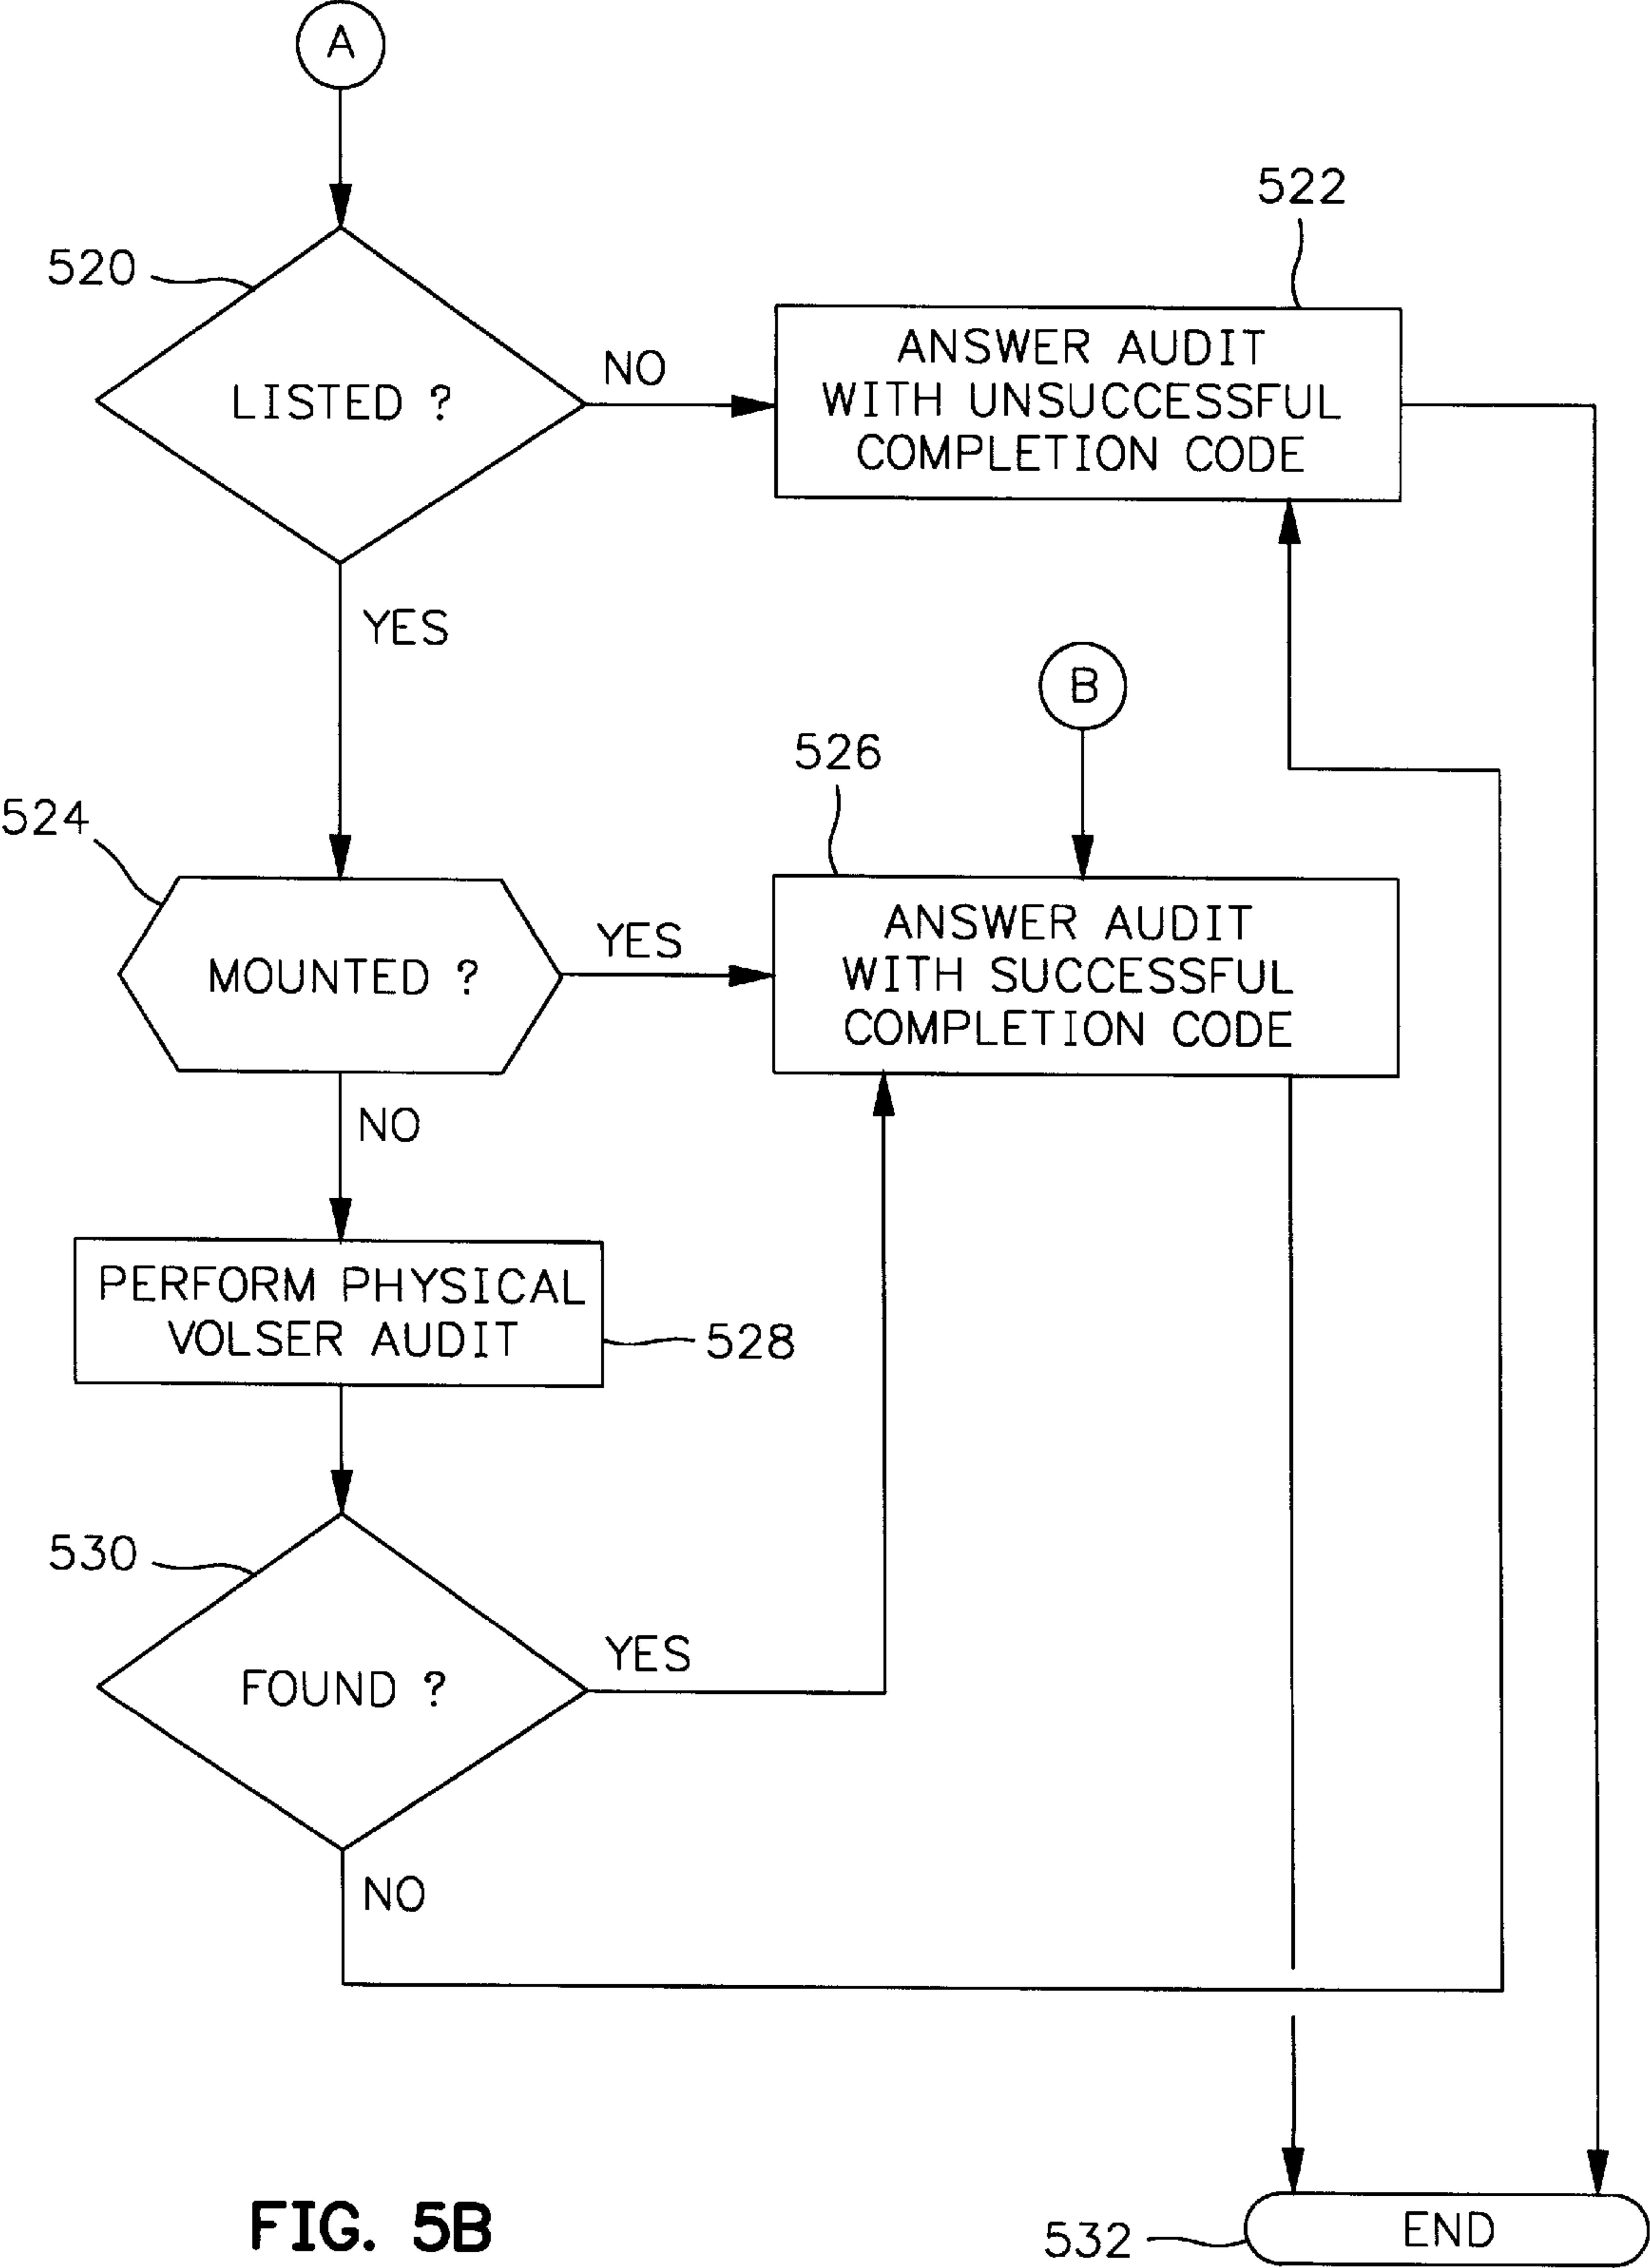 A
522
520
NO
LISTED ?
ANSWER AUDIT
WITH UNSUCCESSFUL
COMPLETION CODE
YES
B
526
524
MOUNTED ?
YES
ANSWER AUDIT
WITH SUCCESSFUL
COMPLETION CODE
NO
PERFORM PHYSICAL
VOLSER AUDIT
528
530
FOUND ?
YES
NO
FIG. 5B
532
END